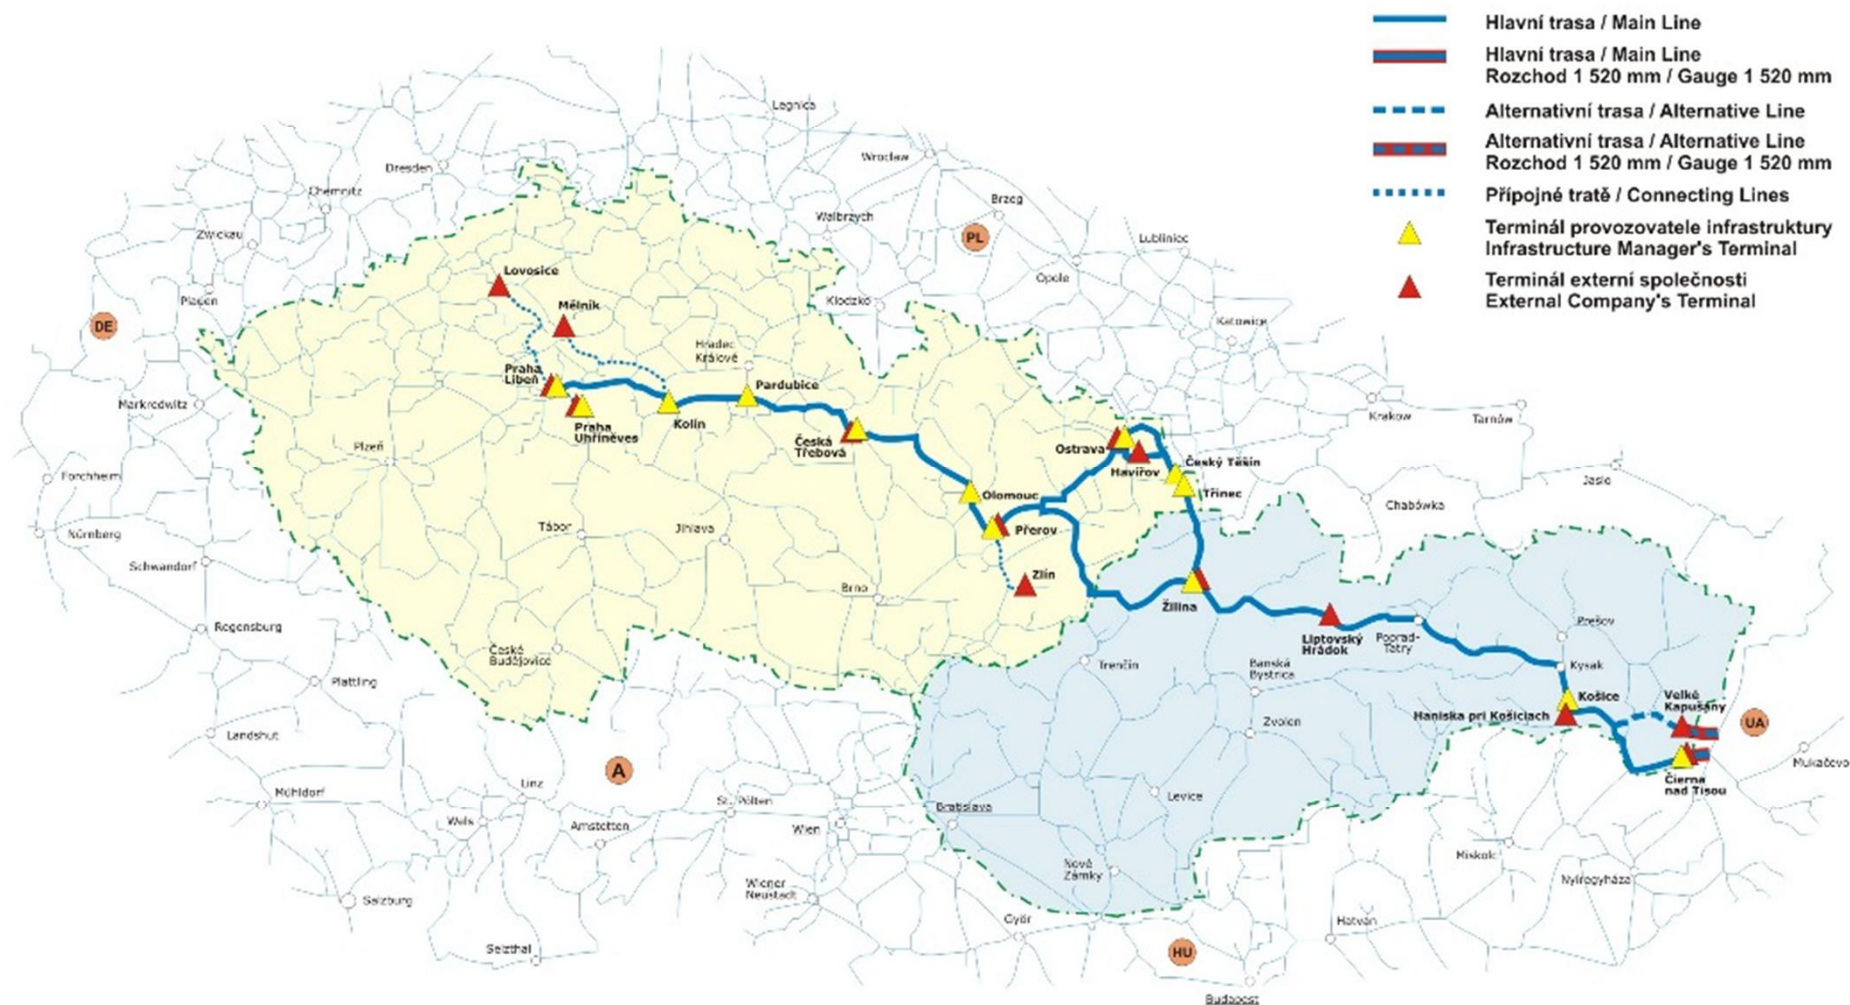 Hlavní trasa / Main Line
Hlavní trasa / Main Line
Rozchod 1 520 mm / Gauge 1 520 mm
Alternativní trasa / Alternative Line
Alternativní trasa / Alternative Line
Rozchod 1 520 mm / Gauge 1 520 mm
Přípojné tratě / Connecting Lines
Terminál provozovatele infrastruktury
Infrastructure Manager's Terminal
Terminál externí společnosti
External Company's Terminal
Legnica
Dresden
Wrocław
Chemnitz
Brzeg
Walbrzych
Zwickau
PL
Lubliniec
Lovosice
Opole
Plauen
Kłodzko
Mělník
DE
Katowice
Hradec
Králové
Praha
Libeň
Pardubice
Markredwitz
Krakow
Tarnów
Kolín
Praha
Uhříněves
Česká
Třebová
Plzeň
Ostrava
Havířov
Český Těšín
Forchheim
Jaslo
Olomouc
Třinec
Chabówka
Nürnberg
Tábor
Jihlava
Přerov
Schwandorf
Zlín
Brno
Žilina
Regensburg
Liptovský
Hrádok
Poprad-
Tatry
Prešov
České
Budějovice
Trenčín
Banská
Bystrica
Kysak
Plattling
Košice
Velké
Kapušany
Haniska pri Košiciach
Zvolen
UA
Landshut
Mukačevo
A
Čierna
nad Tisou
Mühldorf
Linz
St. Pölten
Bratislava
Levice
Wels
Amstetten
Wien
Miskolc
Nové
Zámky
Nyíregyháza
Wiener
Neustadt
Salzburg
Győr
Hatvan
Selzthal
HU
Budapest